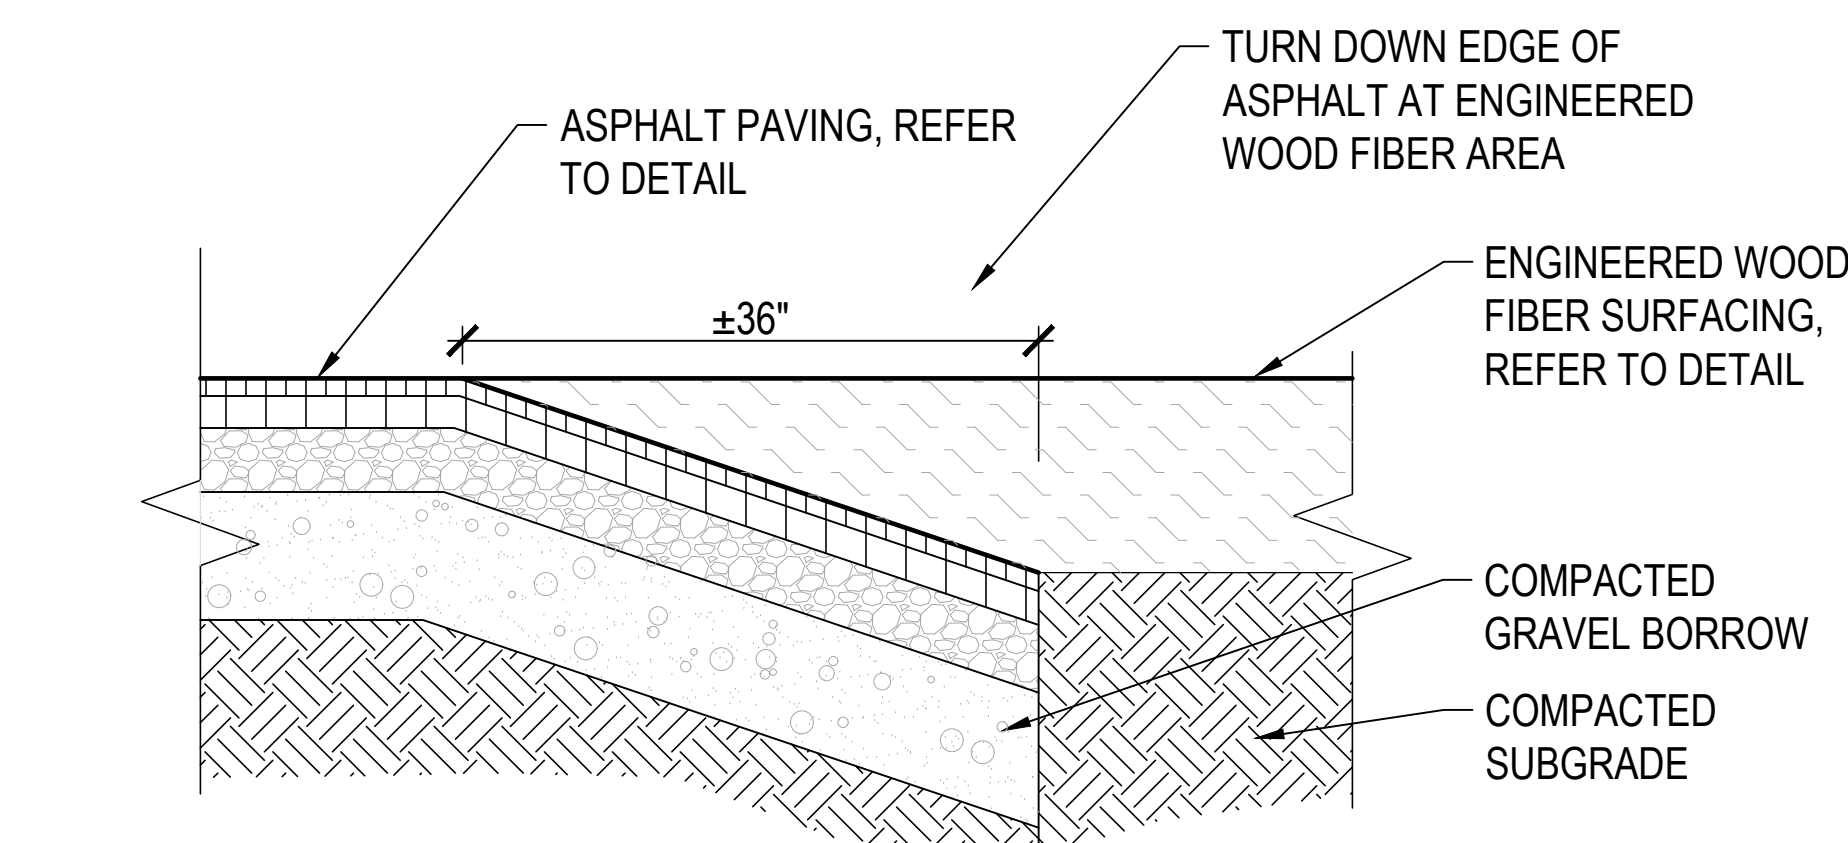 TURN DOWN EDGE OF
ASPHALT AT ENGINEERED
WOOD FIBER AREA
ASPHALT PAVING, REFER
TO DETAIL
ENGINEERED WOOD
FIBER SURFACING,
REFER TO DETAIL
±36"
COMPACTED
GRAVEL BORROW
COMPACTED
SUBGRADE